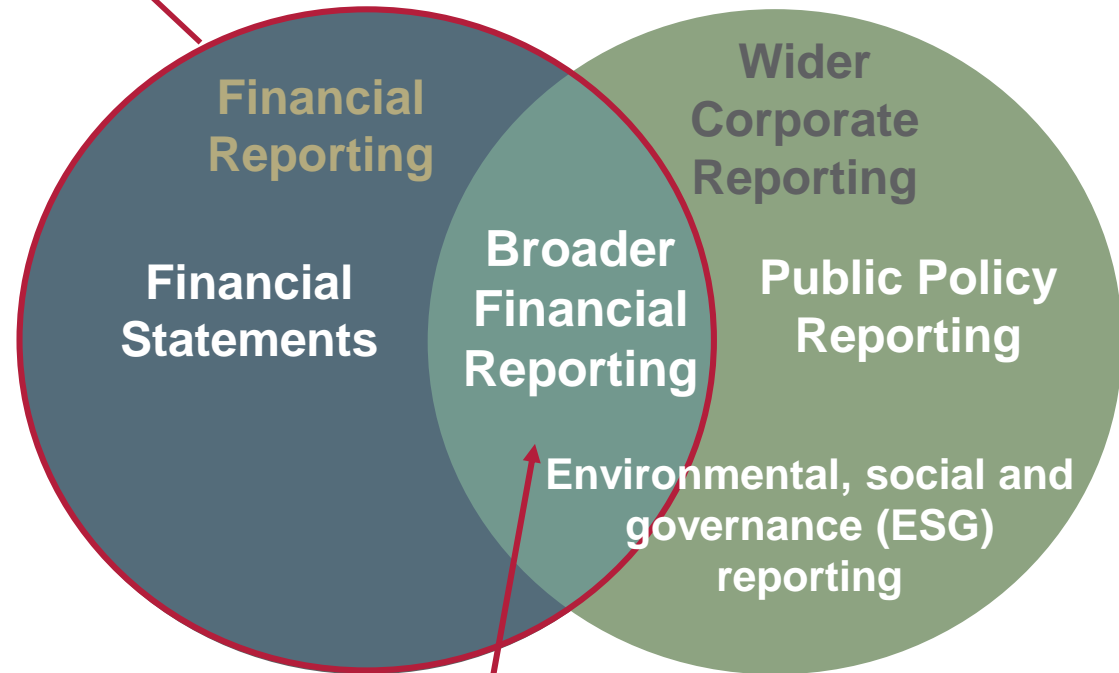 Financial
Reporting
Wider
Corporate
Reporting
Financial
Statements
Broader
Financial
Reporting
Public Policy
Reporting
Environmental, social and
governance (ESG)
reporting